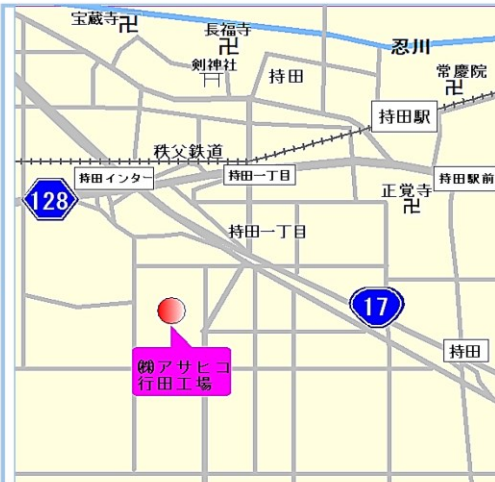 宝蔵寺
長福寺
忍川
剣神社
持田
常慶院
持田駅
秩父鉄道
持田インター
持田一丁目
持田駅前
128
正覚寺
持田一丁目
17
持田
㈱アサヒコ
行田工場